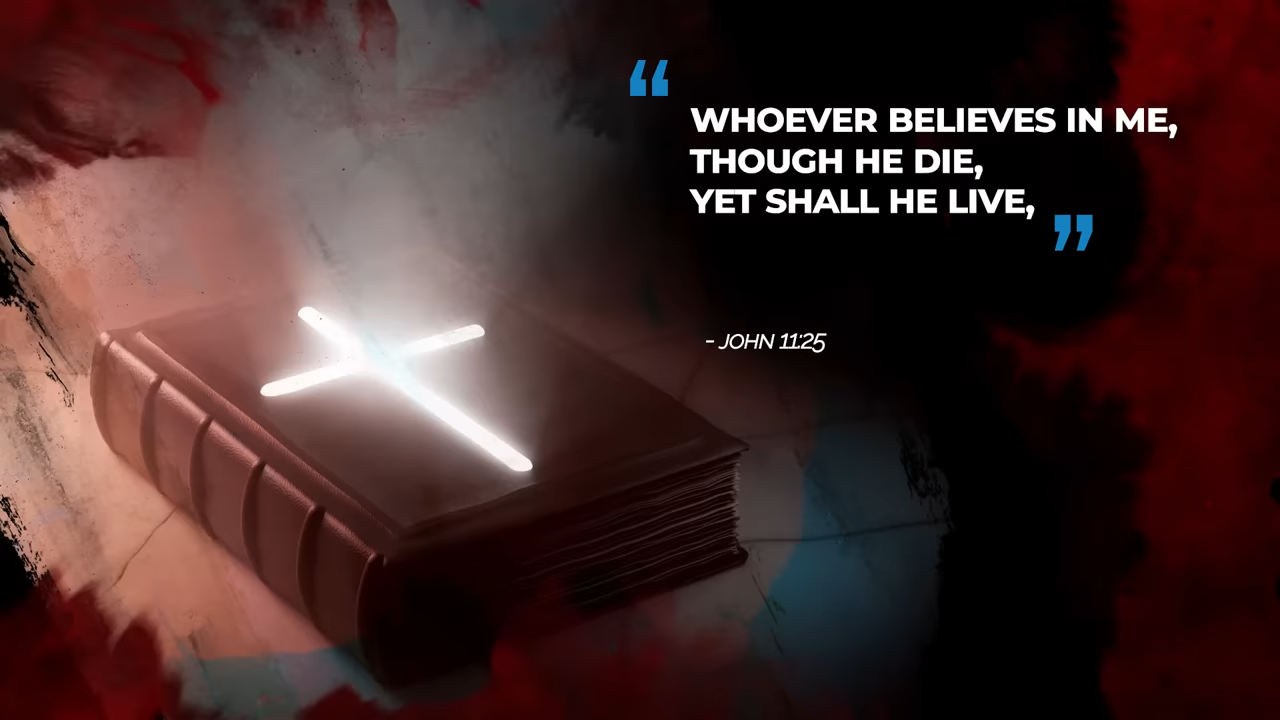 “
WHOEVER BELIEVES IN ME,
THOUGH HE DIE,
YET SHALL HE LIVE,
”
- JOHN 11:25